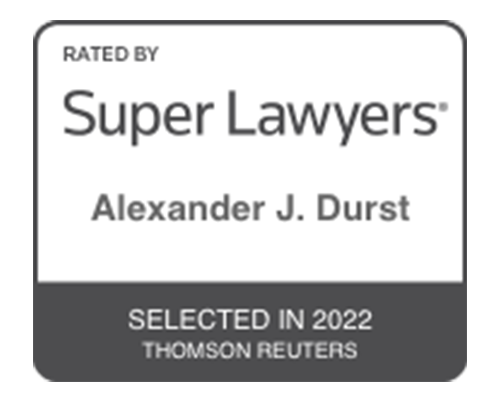 RATED BY
Super Lawyers®
Alexander J. Durst
SELECTED IN 2022
THOMSON REUTERS